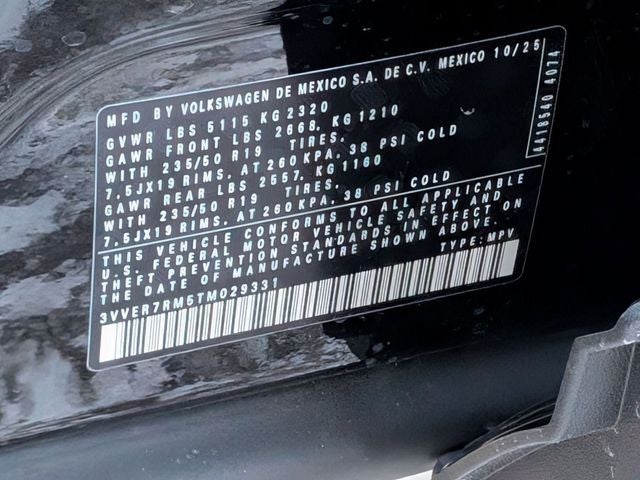 MFD BY VOLKSWAGEN DE MEXICO S.A. DE C.V. MEXICO 10/25
GVWR LBS 5115 KG 2320
GAWR FRONT LBS 2668, KG 1210
WITH 235/50 R19 TIRES,
7.5JX19 RIMS, AT 260KPA, 38 PSI COLD
GAWR REAR LBS 2557, KG 1160
WITH 235/50 R19 TIRES,
7.5JX19 RIMS, AT 260KPA, 38 PSI COLD
THIS VEHICLE CONFORMS TO ALL APPLICABLE
U.S. FEDERAL MOTOR VEHICLE SAFETY AND
THEFT PREVENTION STANDARDS IN EFFECT ON
THE DATE OF MANUFACTURE SHOWN ABOVE.
3VVER7RM5TM029331 TYPE: MPV
4418540 4074